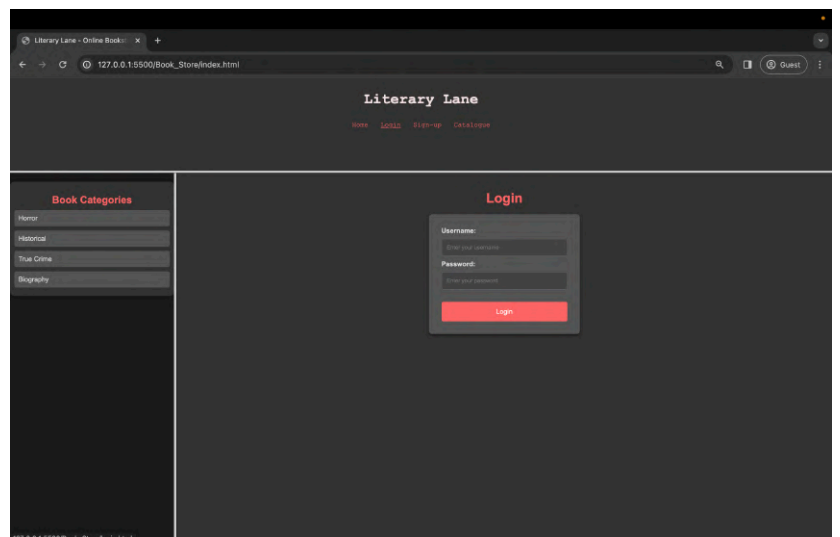 Literary Lane - Online Books
127.0.0.1:5500/Book_Store/index.html
Guest
Literary Lane
Home Login Sign-up Catalogue
Book Categories
Horror
Historical
True Crime
Biography
Login
Username:
Enter your username
Password:
Enter your password
Login